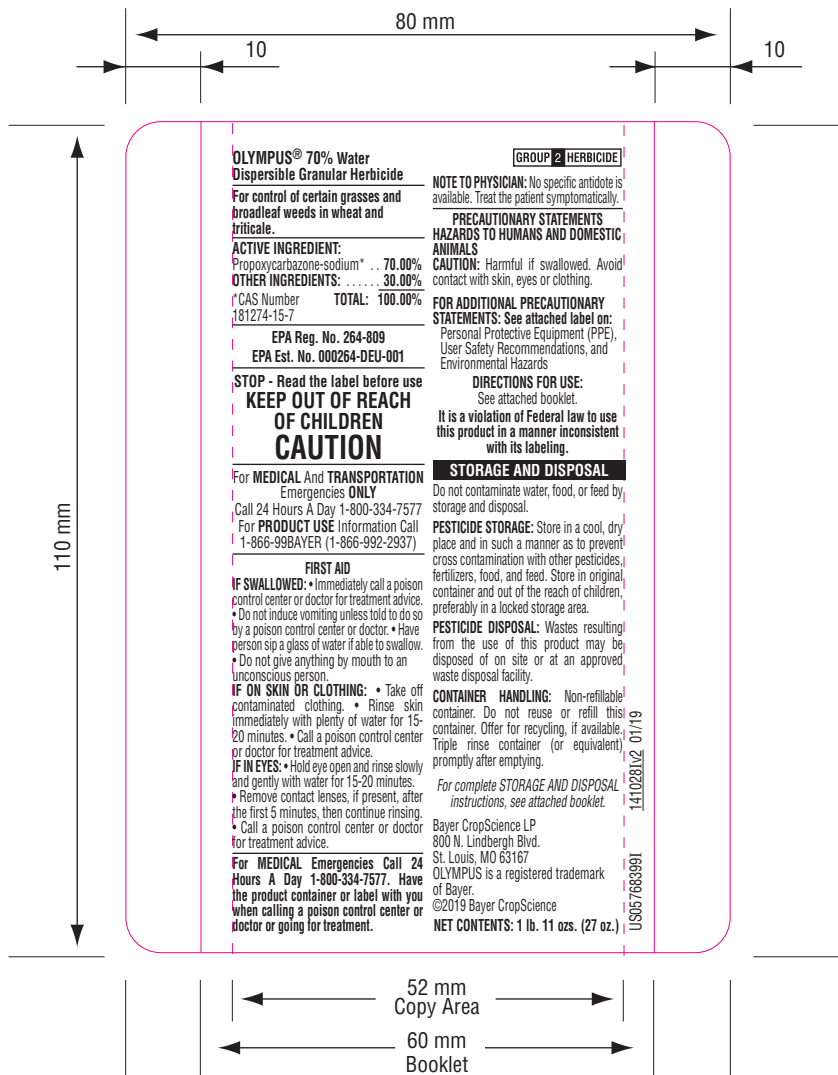 80 mm
10
10
110 mm
OLYMPUS® 70% Water
Dispersible Granular Herbicide
For control of certain grasses and
broadleaf weeds in wheat and
triticale.
ACTIVE INGREDIENT:
Propoxycarbazone-sodium* . . 70.00%
OTHER INGREDIENTS: . . . . . . 30.00%
*CAS Number TOTAL: 100.00%
181274-15-7
EPA Reg. No. 264-809
EPA Est. No. 000264-DEU-001
STOP - Read the label before use
KEEP OUT OF REACH
OF CHILDREN
CAUTION
For MEDICAL And TRANSPORTATION
Emergencies ONLY
Call 24 Hours A Day 1-800-334-7577
For PRODUCT USE Information Call
1-866-99BAYER (1-866-992-2937)
FIRST AID
IF SWALLOWED: • Immediately call a poison
control center or doctor for treatment advice.
• Do not induce vomiting unless told to do so
by a poison control center or doctor. • Have
person sip a glass of water if able to swallow.
• Do not give anything by mouth to an
unconscious person.
IF ON SKIN OR CLOTHING: • Take off
contaminated clothing. • Rinse skin
immediately with plenty of water for 15-
20 minutes. • Call a poison control center
or doctor for treatment advice.
IF IN EYES: • Hold eye open and rinse slowly
and gently with water for 15-20 minutes.
• Remove contact lenses, if present, after
the first 5 minutes, then continue rinsing.
• Call a poison control center or doctor
for treatment advice.
For MEDICAL Emergencies Call 24
Hours A Day 1-800-334-7577. Have
the product container or label with you
when calling a poison control center or
doctor or going for treatment.
GROUP 2 HERBICIDE
NOTE TO PHYSICIAN: No specific antidote is
available. Treat the patient symptomatically.
PRECAUTIONARY STATEMENTS
HAZARDS TO HUMANS AND DOMESTIC
ANIMALS
CAUTION: Harmful if swallowed. Avoid
contact with skin, eyes or clothing.
FOR ADDITIONAL PRECAUTIONARY
STATEMENTS: See attached label on:
Personal Protective Equipment (PPE),
User Safety Recommendations, and
Environmental Hazards
DIRECTIONS FOR USE:
See attached booklet.
It is a violation of Federal law to use
this product in a manner inconsistent
with its labeling.
STORAGE AND DISPOSAL
Do not contaminate water, food, or feed by
storage and disposal.
PESTICIDE STORAGE: Store in a cool, dry
place and in such a manner as to prevent
cross contamination with other pesticides,
fertilizers, food, and feed. Store in original
container and out of the reach of children,
preferably in a locked storage area.
PESTICIDE DISPOSAL: Wastes resulting
from the use of this product may be
disposed of on site or at an approved
waste disposal facility.
CONTAINER HANDLING: Non-refillable
container. Do not reuse or refill this
container. Offer for recycling, if available.
Triple rinse container (or equivalent)
promptly after emptying.
For complete STORAGE AND DISPOSAL
instructions, see attached booklet.
Bayer CropScience LP
800 N. Lindbergh Blvd.
St. Louis, MO 63167
OLYMPUS is a registered trademark
of Bayer.
©2019 Bayer CropScience
NET CONTENTS: 1 lb. 11 ozs. (27 oz.)
US05768399I 141028Iv2 01/19
52 mm
Copy Area
60 mm
Booklet